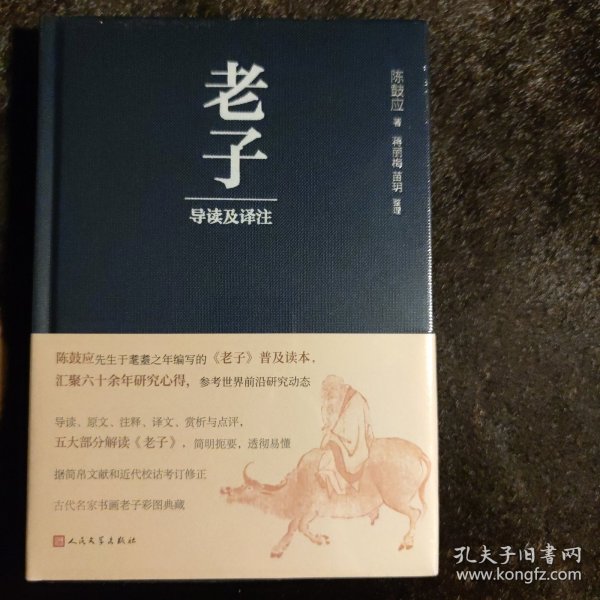 老子
导读及译注
陈鼓应 著
蒋丽梅 苗玥 整理
陈鼓应先生于耄耋之年编写的《老子》普及读本，
汇聚六十余年研究心得，参考世界前沿研究动态
导读、原文、注释、译文、赏析与点评，
五大部分解读《老子》，简明扼要，透彻易懂
据简帛文献和近代校诂考订修正
古代名家书画老子彩图典藏
人民文学出版社
孔夫子旧书网
www.kongfz.com